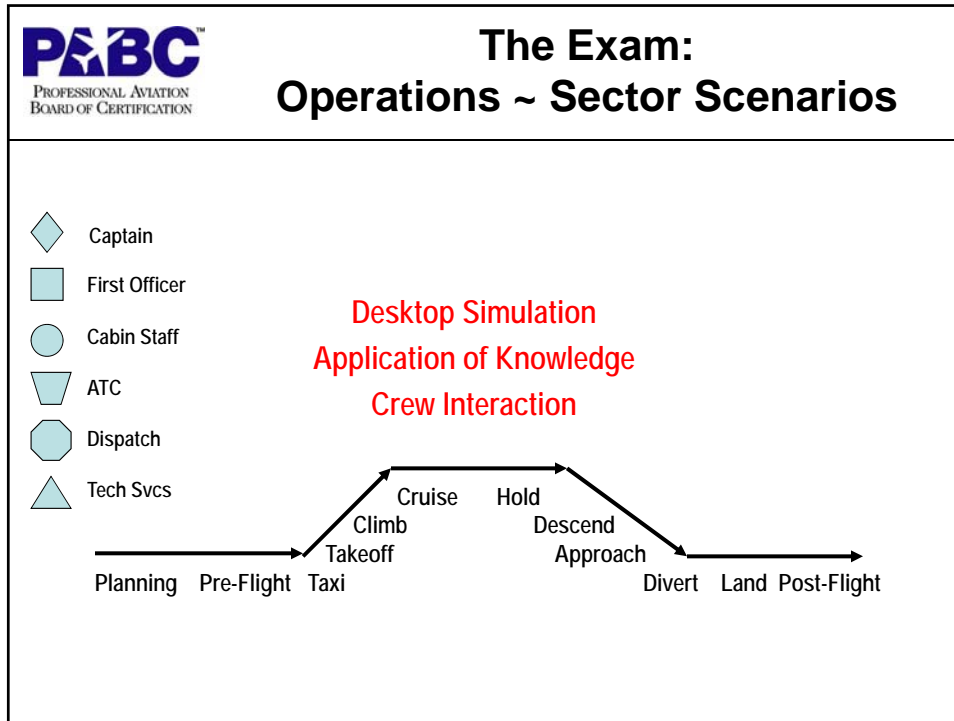 PABC™
PROFESSIONAL AVIATION
BOARD OF CERTIFICATION
The Exam:
Operations ~ Sector Scenarios
Captain
First Officer
Cabin Staff
ATC
Dispatch
Tech Svcs
Desktop Simulation
Application of Knowledge
Crew Interaction
Cruise Hold
Climb Descend
Takeoff Approach
Planning Pre-Flight Taxi Divert Land Post-Flight